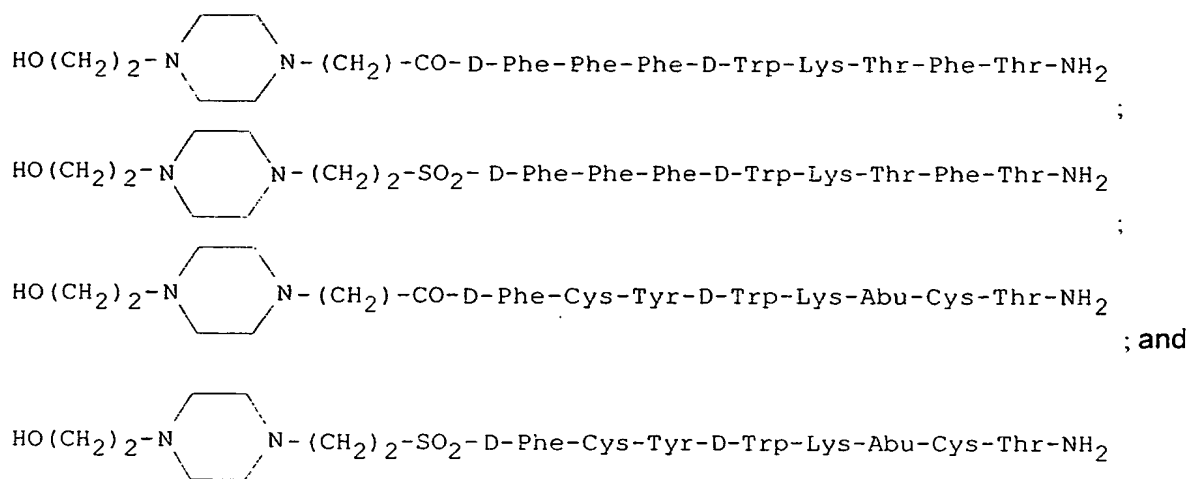 HO(CH2)2-N N-(CH2)-CO-D-Phe-Phe-Phe-D-Trp-Lys-Thr-Phe-Thr-NH2 ;
HO(CH2)2-N N-(CH2)2-SO2-D-Phe-Phe-Phe-D-Trp-Lys-Thr-Phe-Thr-NH2 ;
HO(CH2)2-N N-(CH2)-CO-D-Phe-Cys-Tyr-D-Trp-Lys-Abu-Cys-Thr-NH2 ; and
HO(CH2)2-N N-(CH2)2-SO2-D-Phe-Cys-Tyr-D-Trp-Lys-Abu-Cys-Thr-NH2